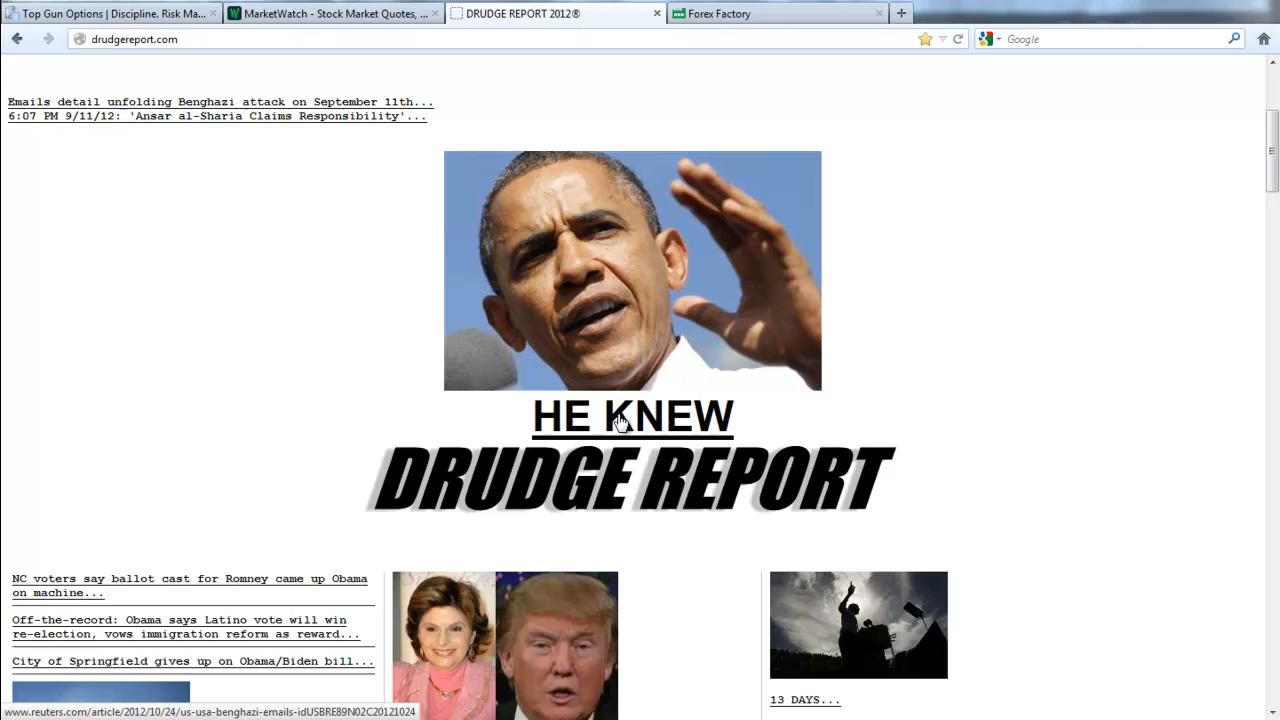 Top Gun Options | Discipline. Risk Ma...
MarketWatch - Stock Market Quotes, ...
DRUDGE REPORT 2012®
Forex Factory
drudgereport.com
Google
Emails detail unfolding Benghazi attack on September 11th...
6:07 PM 9/11/12: 'Ansar al-Sharia Claims Responsibility'...
HE KNEW
DRUDGE REPORT
NC voters say ballot cast for Romney came up Obama
on machine...
Off-the-record: Obama says Latino vote will win
re-election, vows immigration reform as reward...
City of Springfield gives up on Obama/Biden bill...
13 DAYS...
www.reuters.com/article/2012/10/24/us-usa-benghazi-emails-idUSBRE89N02C20121024